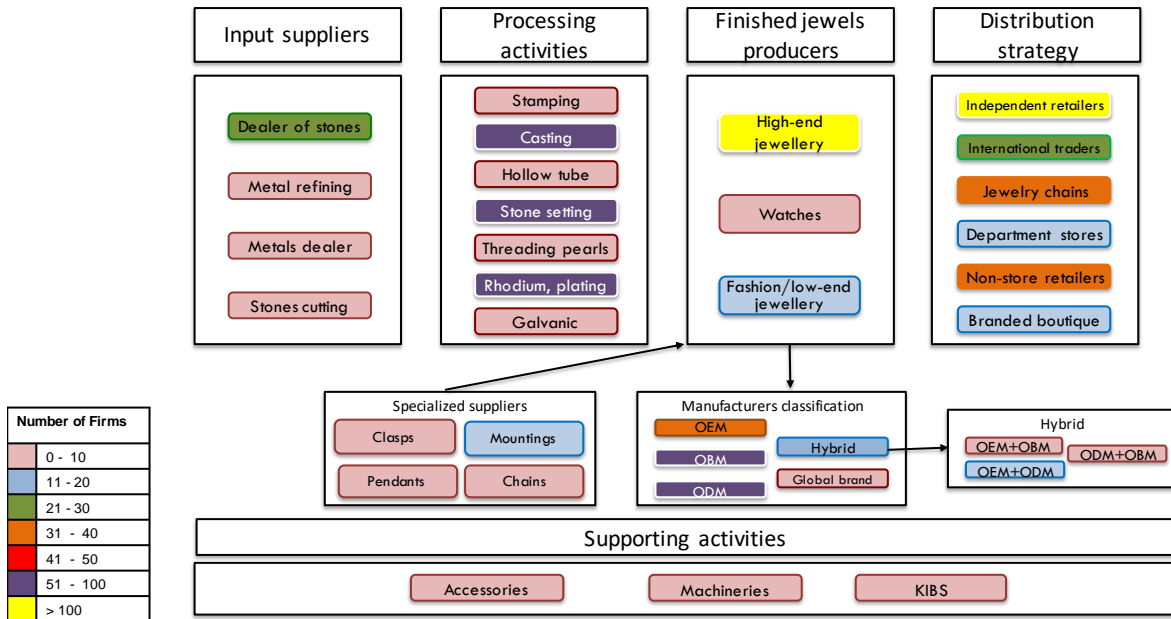 Input suppliers
Processing
activities
Finished jewels
producers
Distribution
strategy
Dealer of stones
Metal refining
Metals dealer
Stones cutting
Stamping
Casting
Hollow tube
Stone setting
Threading pearls
Rhodium, plating
Galvanic
High-end
jewellery
Watches
Fashion/low-end
jewellery
Independent retailers
International traders
Jewelry chains
Department stores
Non-store retailers
Branded boutique
Number of Firms
0 - 10
11 - 20
21 - 30
31 - 40
41 - 50
51 - 100
> 100
Specialized suppliers
Clasps
Mountings
Pendants
Chains
Manufacturers classification
OEM
OBM
ODM
Hybrid
Global brand
Hybrid
OEM+OBM
ODM+OBM
OEM+ODM
Supporting activities
Accessories
Machineries
KIBS